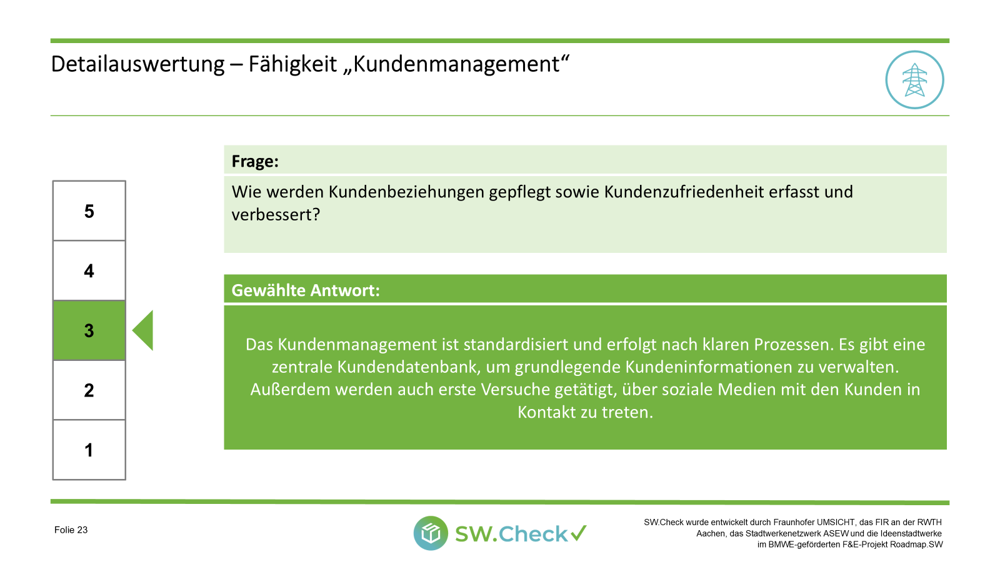 Detailauswertung – Fähigkeit „Kundenmanagement“
5
4
3
2
1
Frage:
Wie werden Kundenbeziehungen gepflegt sowie Kundenzufriedenheit erfasst und
verbessert?
Gewählte Antwort:
Das Kundenmanagement ist standardisiert und erfolgt nach klaren Prozessen. Es gibt eine
zentrale Kundendatenbank, um grundlegende Kundeninformationen zu verwalten.
Außerdem werden auch erste Versuche getätigt, über soziale Medien mit den Kunden in
Kontakt zu treten.
Folie 23
SW.Check
SW.Check wurde entwickelt durch Fraunhofer UMSICHT, das FIR an der RWTH
Aachen, das Stadtwerkenetzwerk ASEW und die Ideenstadtwerke
im BMWE-geförderten F&E-Projekt Roadmap.SW